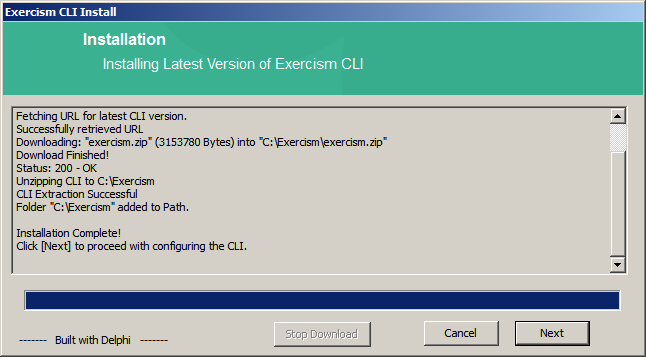 Exercism CLI Install
Installation
Installing Latest Version of Exercism CLI
Fetching URL for latest CLI version.
Successfully retrieved URL
Downloading: "exercism.zip" (3153780 Bytes) into "C:\Exercism\exercism.zip"
Download Finished!
Status: 200 - OK
Unzipping CLI to C:\Exercism
CLI Extraction Successful
Folder "C:\Exercism" added to Path.
Installation Complete!
Click [Next] to proceed with configuring the CLI.
Stop Download
Cancel
Next
------- Built with Delphi -------